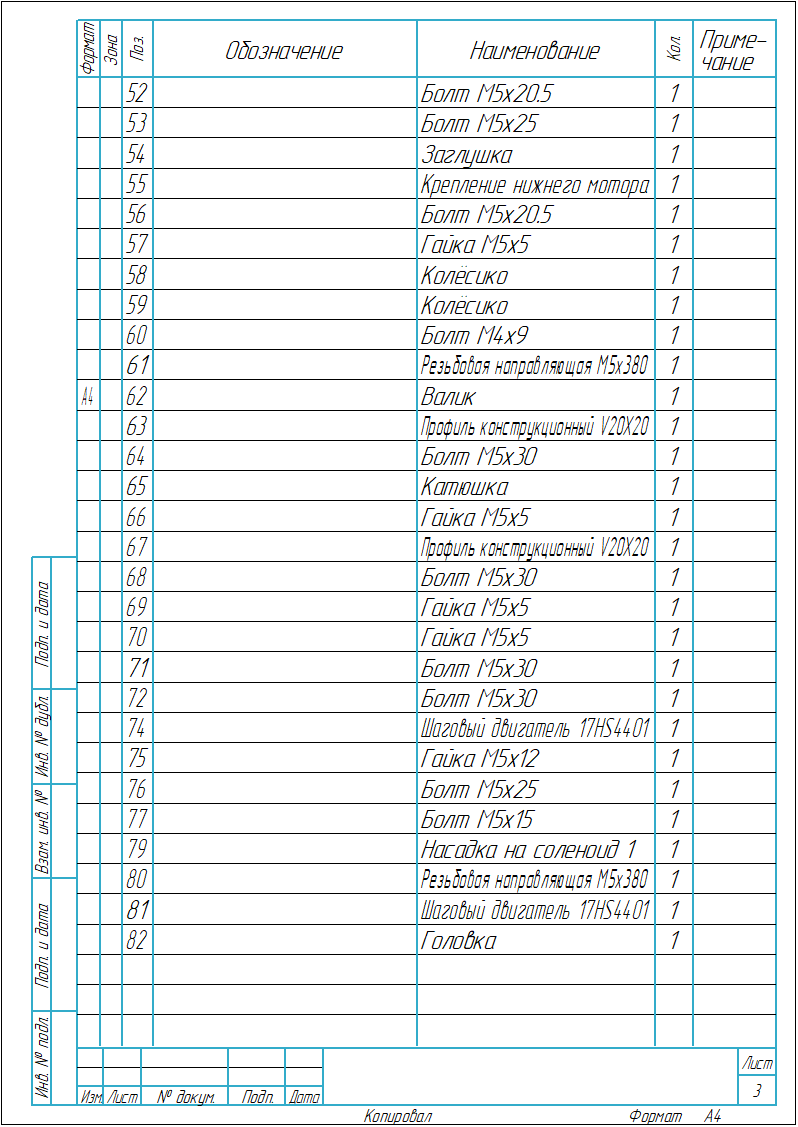 Формат Зона Поз. Обозначение Наименование Кол. Приме-
чание
52 Болт М5х20.5 1
53 Болт М5х25 1
54 Заглушка 1
55 Крепление нижнего мотора 1
56 Болт М5х20.5 1
57 Гайка М5х5 1
58 Колёсико 1
59 Колёсико 1
60 Болт М4х9 1
61 Резьбовая направляющая М5х380 1
А4 62 Валик 1
63 Профиль конструкционный V20X20 1
64 Болт М5х30 1
65 Катюшка 1
66 Гайка М5х5 1
67 Профиль конструкционный V20X20 1
68 Болт М5х30 1
69 Гайка М5х5 1
70 Гайка М5х5 1
71 Болт М5х30 1
72 Болт М5х30 1
74 Шаговый двигатель 17HS4401 1
75 Гайка М5х12 1
76 Болт М5х25 1
77 Болт М5х15 1
79 Насадка на соленоид 1 1
80 Резьбовая направляющая М5х380 1
81 Шаговый двигатель 17HS4401 1
82 Головка 1
Подп. и дата
Инв. № дубл.
Взам. инв. №
Подп. и дата
Инв. № подл.
Изм. Лист № докум. Подп. Дата
Лист
3
Копировал Формат А4